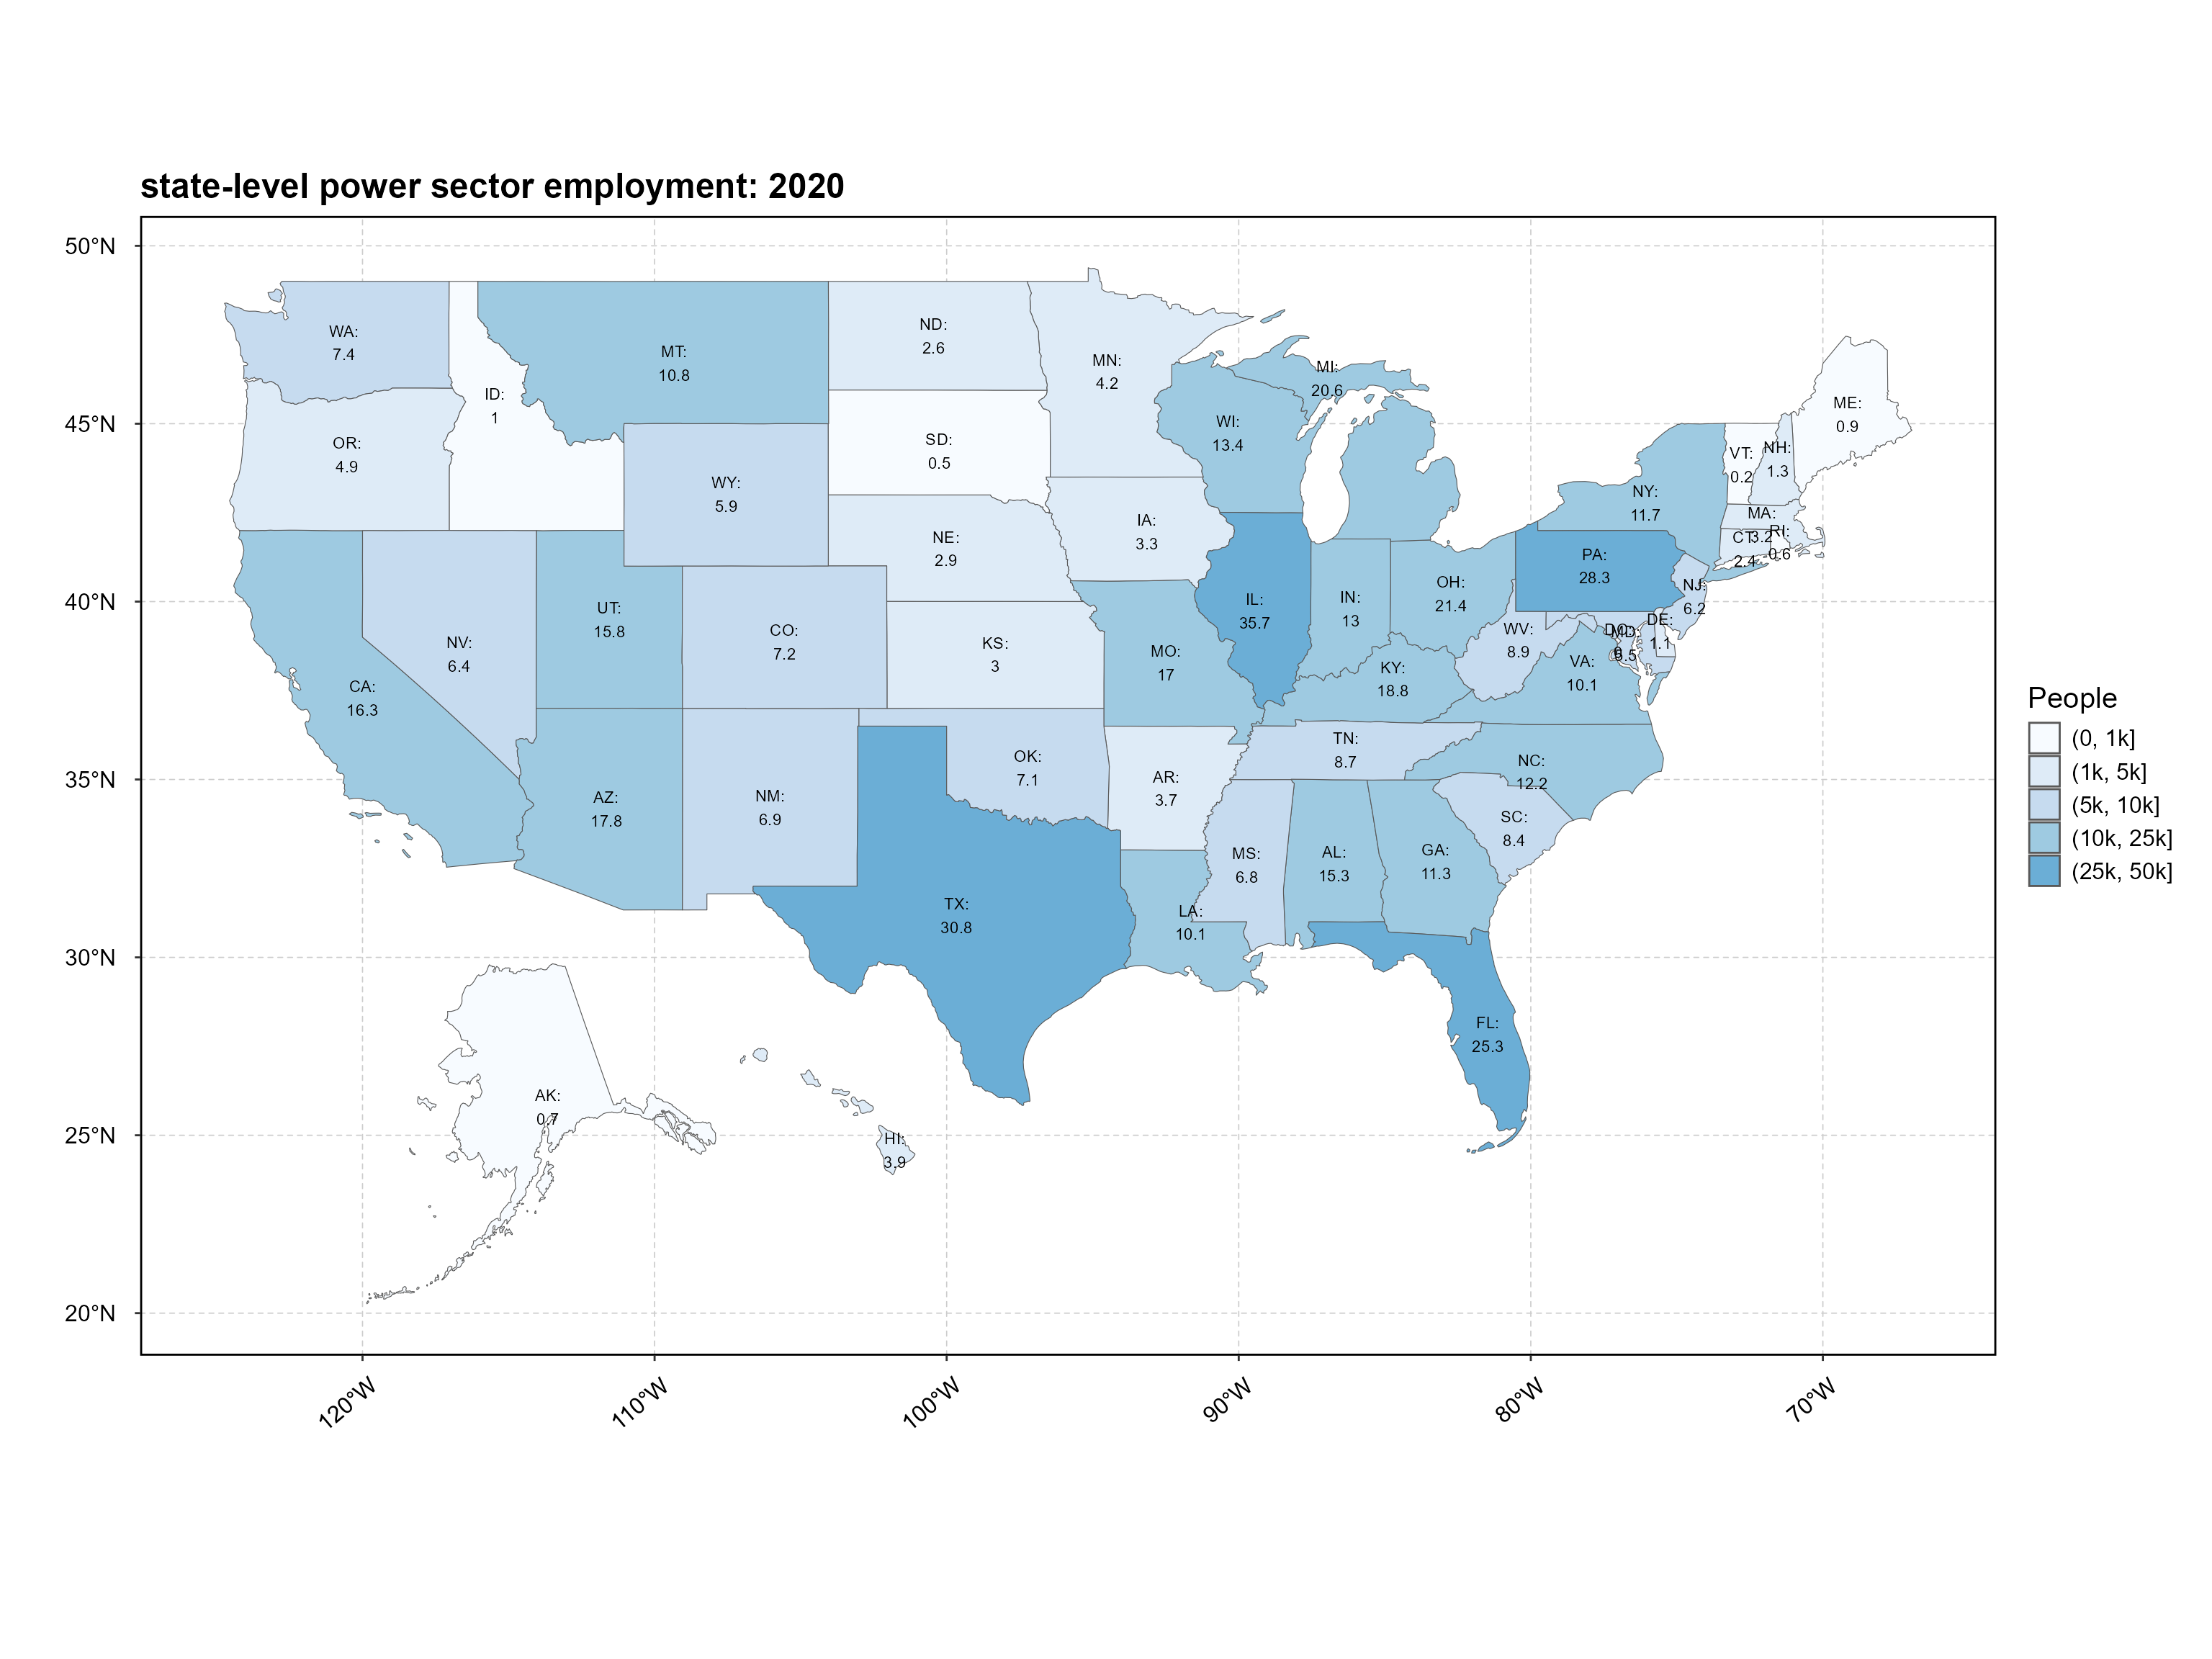 state-level power sector employment: 2020
50°N
45°N
40°N
35°N
30°N
25°N
20°N
WA:
7.4
OR:
4.9
ID:
1
MT:
10.8
ND:
2.6
MN:
4.2
SD:
0.5
WY:
5.9
NE:
2.9
IA:
3.3
WI:
13.4
MI:
20.6
ME:
0.9
VT:
0.2
NH:
1.3
NY:
11.7
MA:
3.2
RI:
0.6
CT:
2.4
PA:
28.3
NJ:
6.2
DE:
1.1
MD:
5.5
DC:
0
CA:
16.3
NV:
6.4
UT:
15.8
CO:
7.2
KS:
3
MO:
17
IL:
35.7
IN:
13
OH:
21.4
WV:
8.9
VA:
10.1
KY:
18.8
TN:
8.7
NC:
12.2
SC:
8.4
AZ:
17.8
NM:
6.9
OK:
7.1
AR:
3.7
TX:
30.8
LA:
10.1
MS:
6.8
AL:
15.3
GA:
11.3
FL:
25.3
AK:
0.7
HI:
3.9
120°W
110°W
100°W
90°W
80°W
70°W
People
(0, 1k]
(1k, 5k]
(5k, 10k]
(10k, 25k]
(25k, 50k]